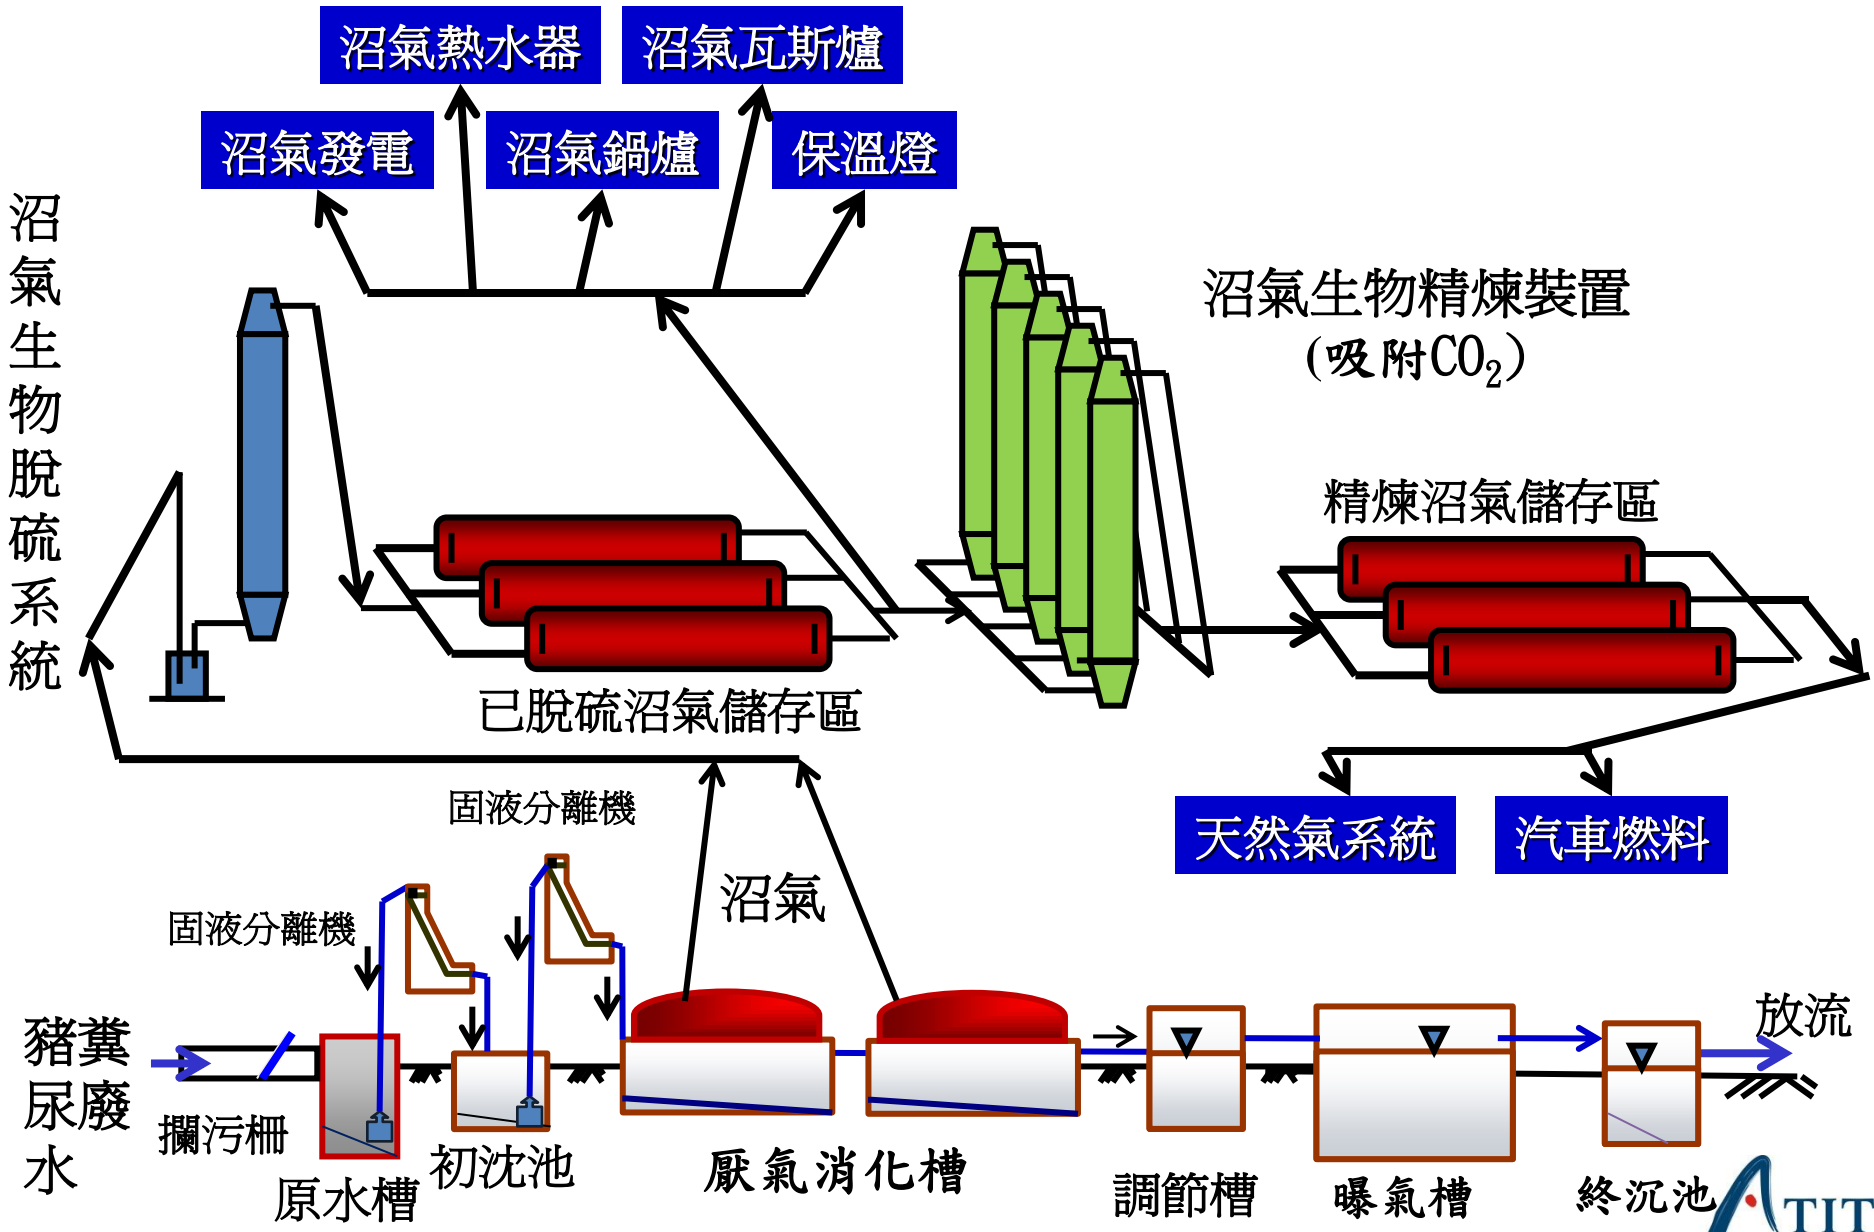 沼氣熱水器
沼氣瓦斯爐
沼氣發電
沼氣鍋爐
保溫燈
沼氣生物脫硫系統
沼氣生物精煉裝置
(吸附CO₂)
精煉沼氣儲存區
已脫硫沼氣儲存區
天然氣系統
汽車燃料
固液分離機
固液分離機
沼氣
豬糞
尿廢
水
放流
攔污柵
原水槽
初沈池
厭氣消化槽
調節槽
曝氣槽
終沉池
ATIT